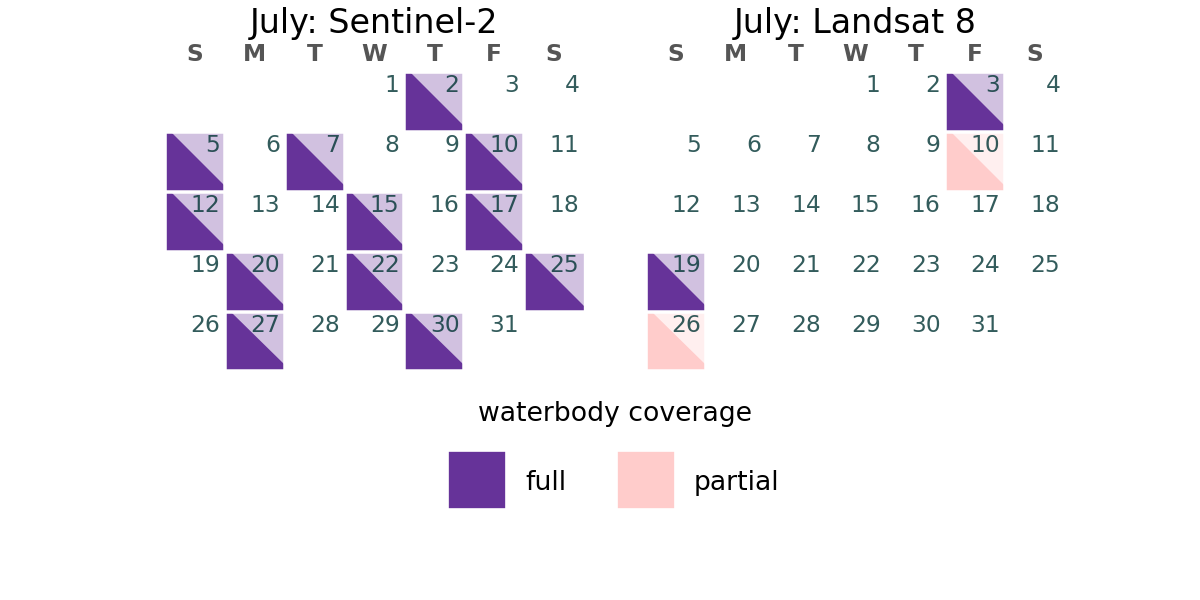 July: Sentinel-2
S M T W T F S
1 2 3 4
5 6 7 8 9 10 11
12 13 14 15 16 17 18
19 20 21 22 23 24 25
26 27 28 29 30 31
July: Landsat 8
S M T W T F S
1 2 3 4
5 6 7 8 9 10 11
12 13 14 15 16 17 18
19 20 21 22 23 24 25
26 27 28 29 30 31
waterbody coverage
full
partial